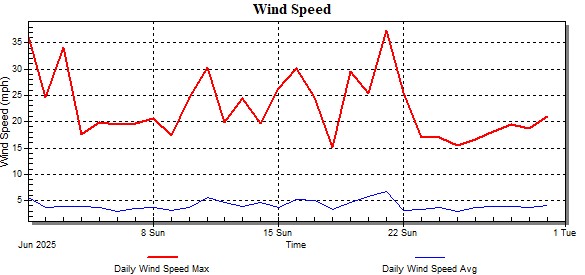 Wind Speed
35
30
25
20
15
10
5
Wind Speed (mph)
8 Sun
15 Sun
22 Sun
1 Tue
Jun 2025
Time
Daily Wind Speed Max
Daily Wind Speed Avg